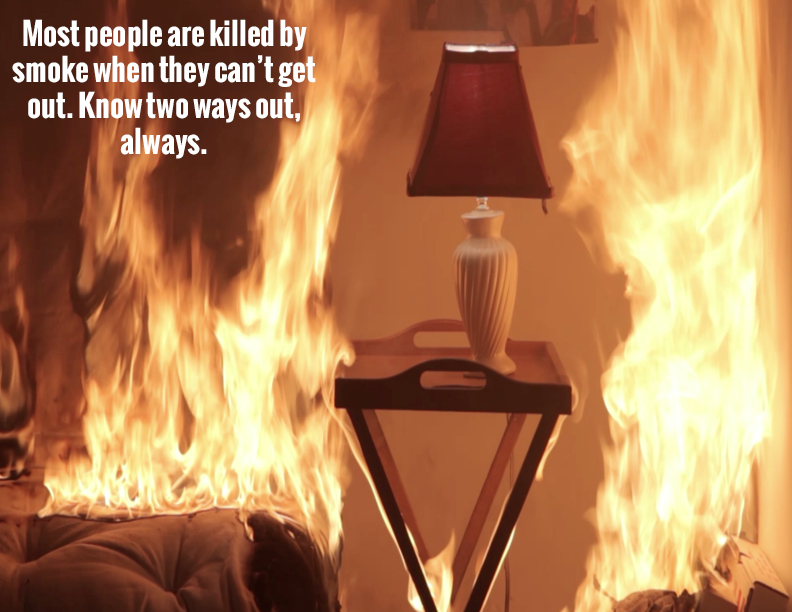 Most people are killed by
smoke when they can't get
out. Know two ways out,
always.